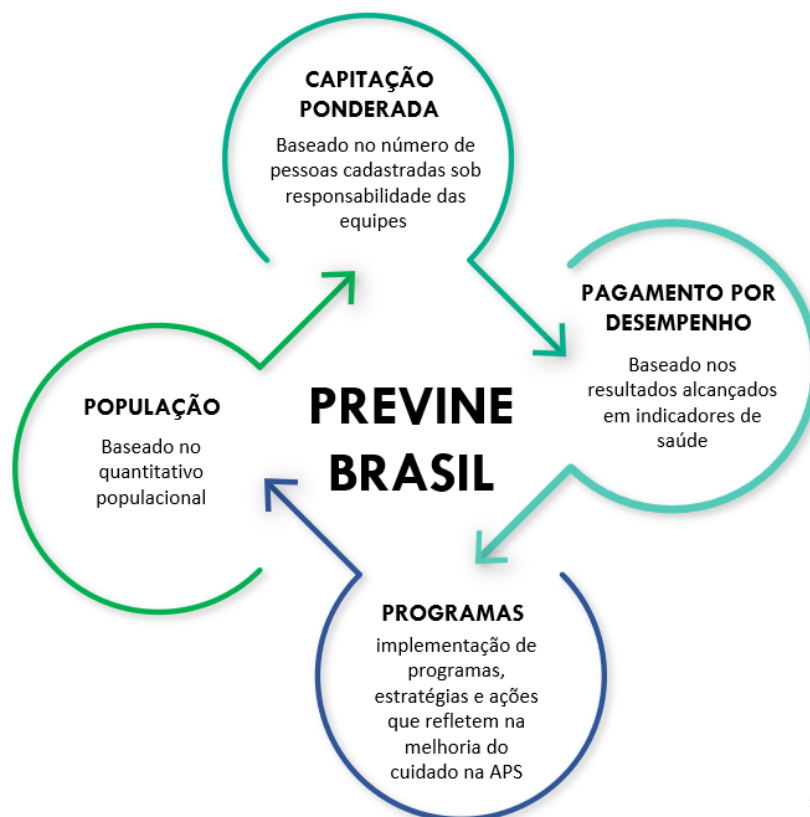 CAPITAÇÃO
PONDERADA
Baseado no número de
pessoas cadastradas sob
responsabilidade das
equipes
PAGAMENTO POR
DESEMPENHO
Baseado nos
resultados alcançados
em indicadores de
saúde
PREVINE
BRASIL
POPULAÇÃO
Baseado no
quantitativo
populacional
PROGRAMAS
implementação de
programas,
estratégias e ações
que refletem na
melhoria do
cuidado na APS